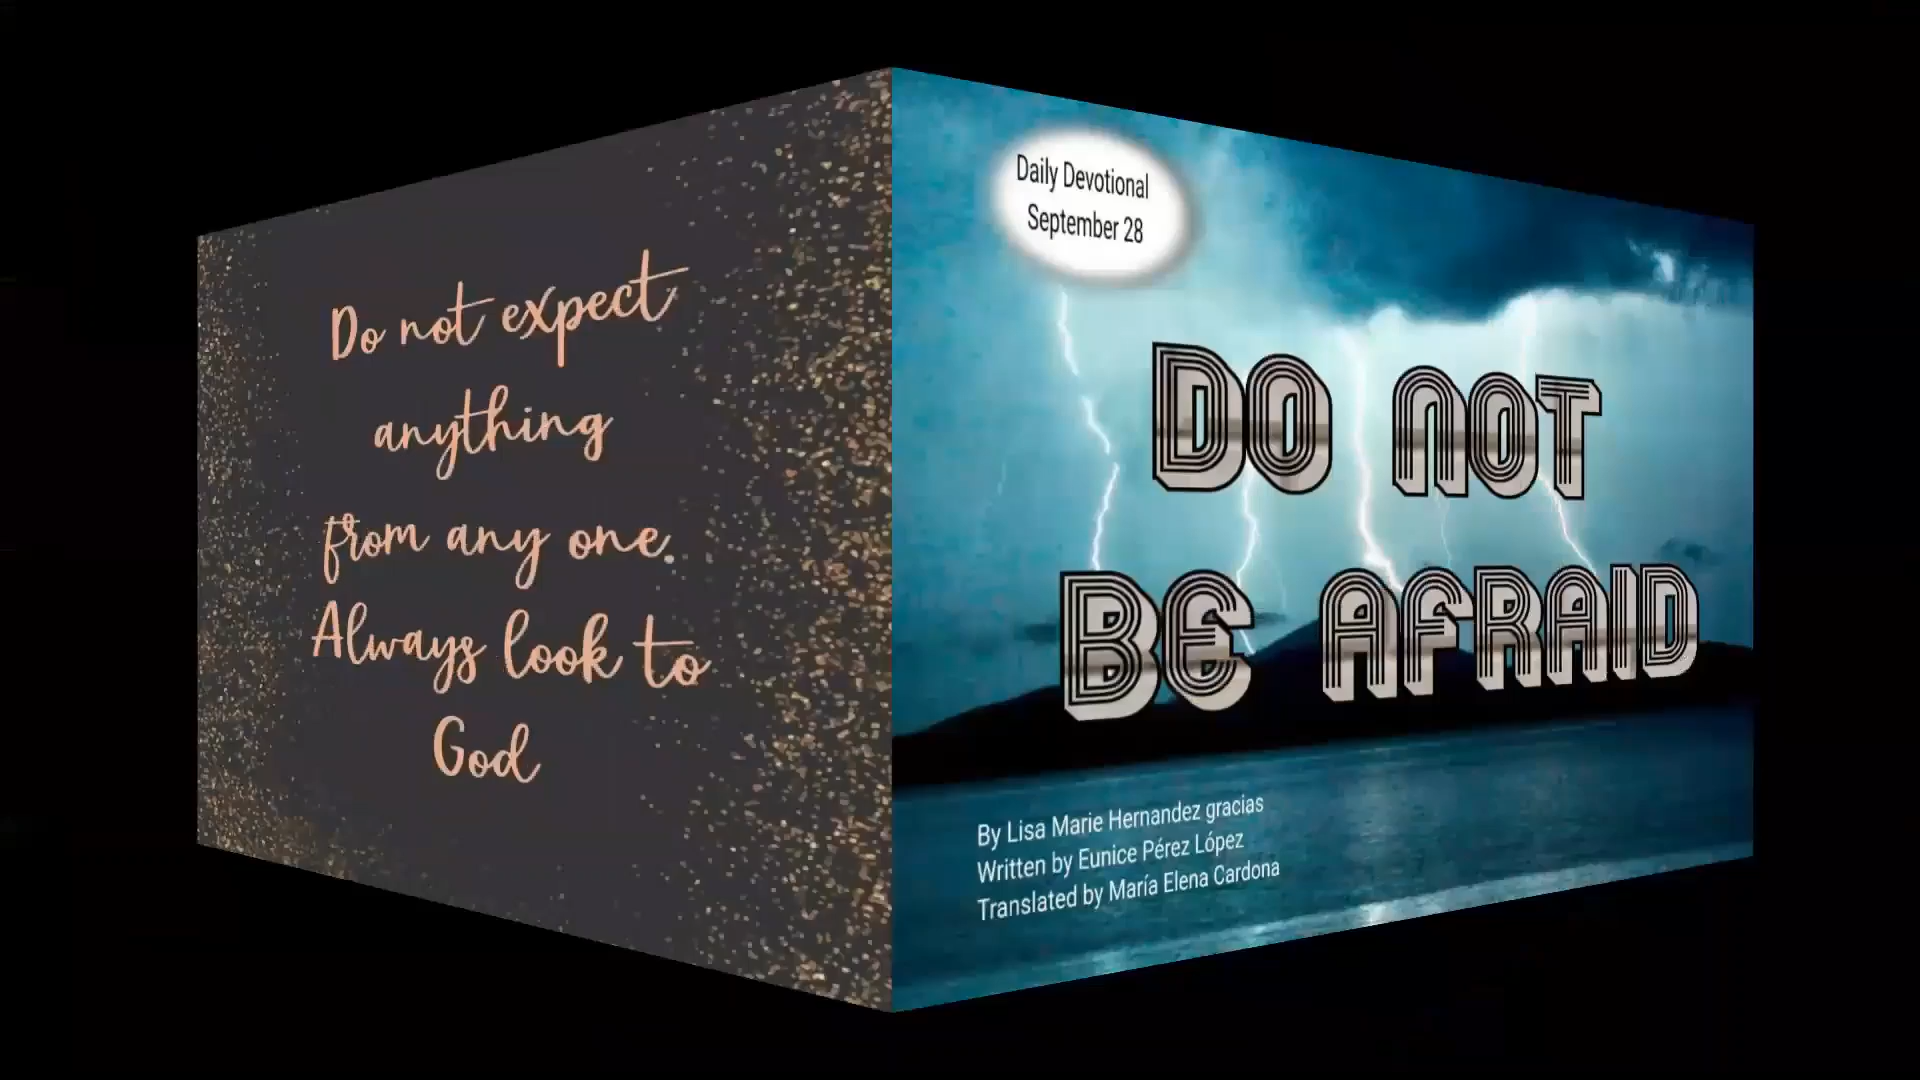 Do not expect
anything
from any one.
Always look to
God
Daily Devotional
September 28
DO NOT
BE AFRAID
By Lisa Marie Hernandez gracias
Written by Eunice Pérez López
Translated by María Elena Cardona